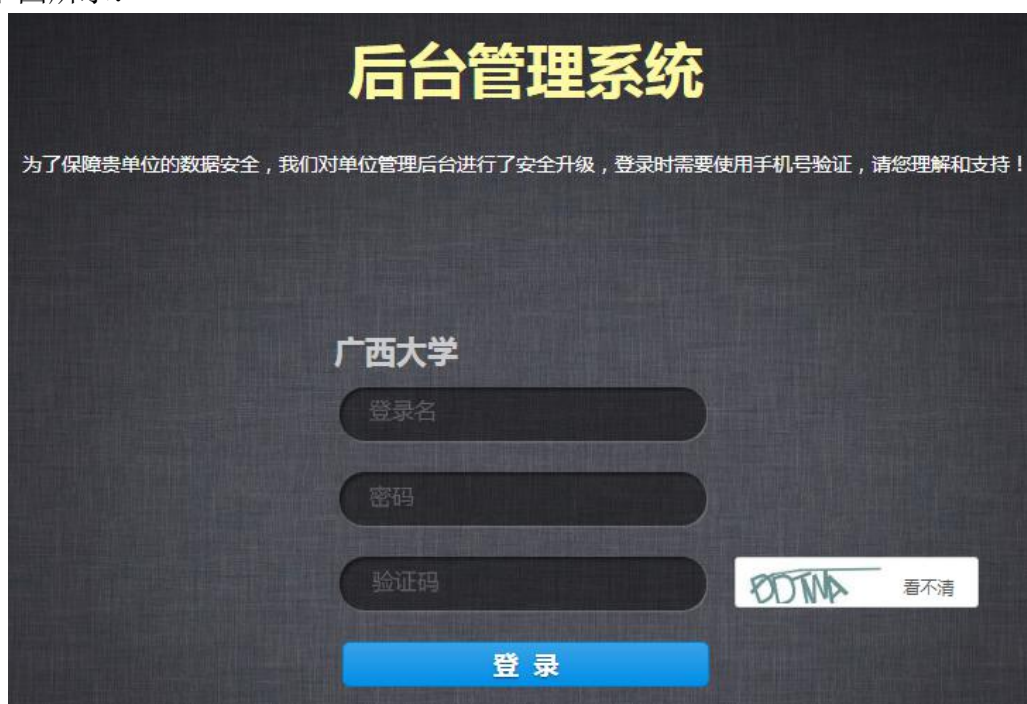 后台管理系统
为了保障贵单位的数据安全，我们对单位管理后台进行了安全升级，登录时需要使用手机号验证，请您理解和支持！
广西大学
登录名
密码
验证码
看不清
登 录